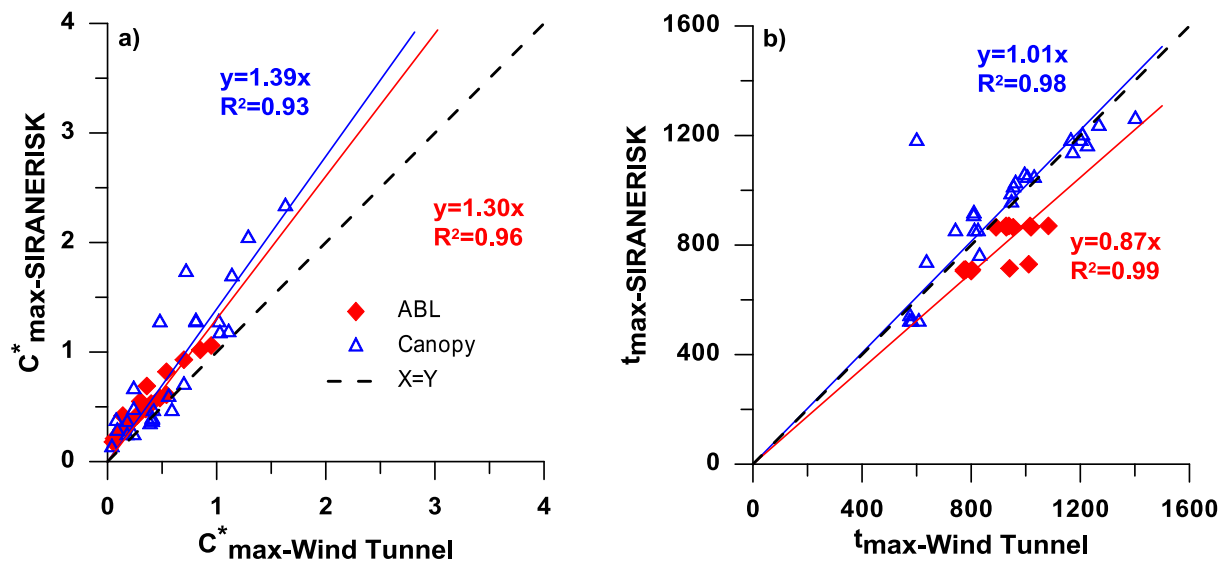 a)
4
3
2
1
0
0
1
2
3
4
C*max-SIRANERISK
C*max-Wind Tunnel
y=1.39x
R²=0.93
y=1.30x
R²=0.96
ABL
Canopy
X=Y
b)
1600
1200
800
400
0
0
400
800
1200
1600
tmax-SIRANERISK
tmax-Wind Tunnel
y=1.01x
R²=0.98
y=0.87x
R²=0.99